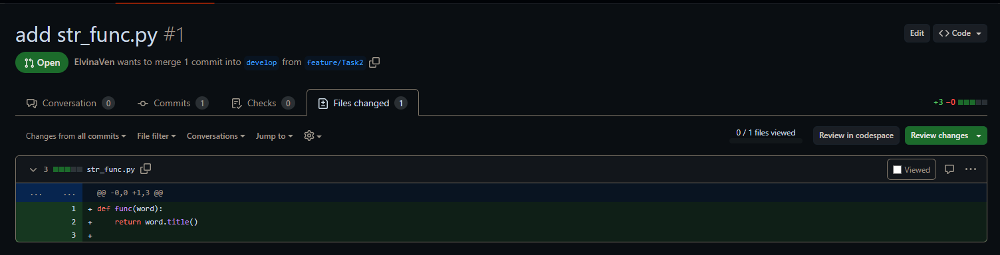 add str_func.py #1
Edit
<> Code
Open
ElvinaVen wants to merge 1 commit into develop from feature/Task2
Conversation 0
Commits 1
Checks 0
Files changed 1
+3 −0
Changes from all commits
File filter
Conversations
Jump to
0 / 1 files viewed
Review in codespace
Review changes
3 str_func.py
Viewed
... ... @@ -0,0 +1,3 @@
1 + def func(word):
2 + return word.title()
3 +